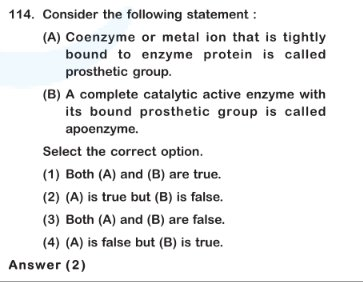 114. Consider the following statement :
(A) Coenzyme or metal ion that is tightly
bound to enzyme protein is called
prosthetic group.
(B) A complete catalytic active enzyme with
its bound prosthetic group is called
apoenzyme.
Select the correct option.
(1) Both (A) and (B) are true.
(2) (A) is true but (B) is false.
(3) Both (A) and (B) are false.
(4) (A) is false but (B) is true.
Answer (2)